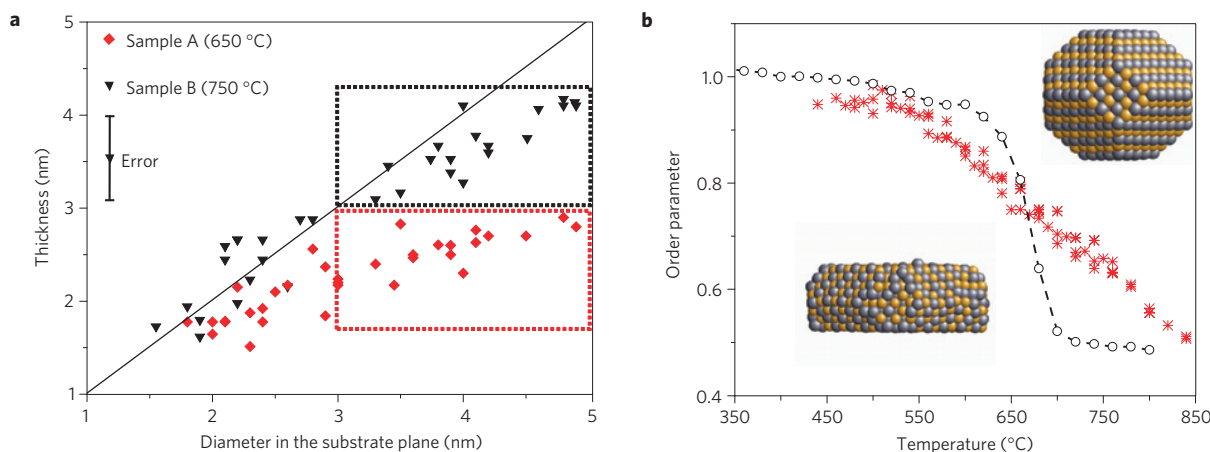 a
5
4
3
2
1
Thickness (nm)
Sample A (650 °C)
Sample B (750 °C)
Error
1 2 3 4 5
Diameter in the substrate plane (nm)
b
1.0
0.8
0.6
0.4
Order parameter
350 450 550 650 750 850
Temperature (°C)